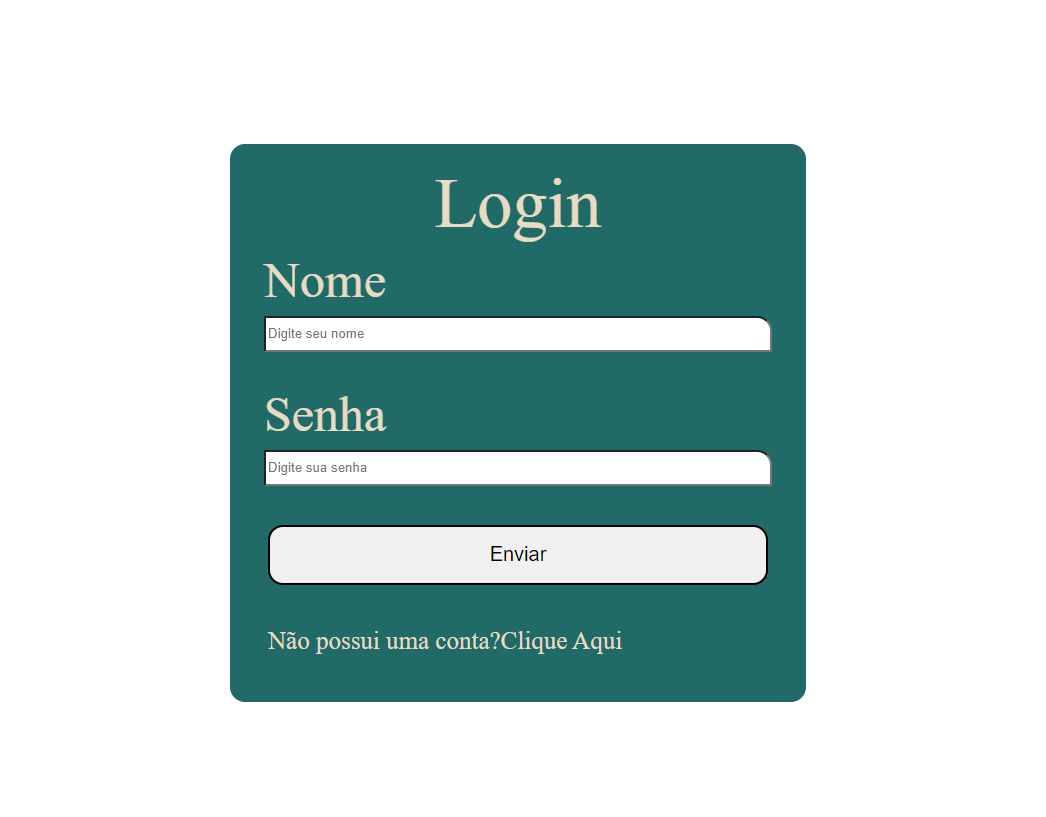 Login
Nome
Digite seu nome
Senha
Digite sua senha
Enviar
Não possui uma conta?Clique Aqui